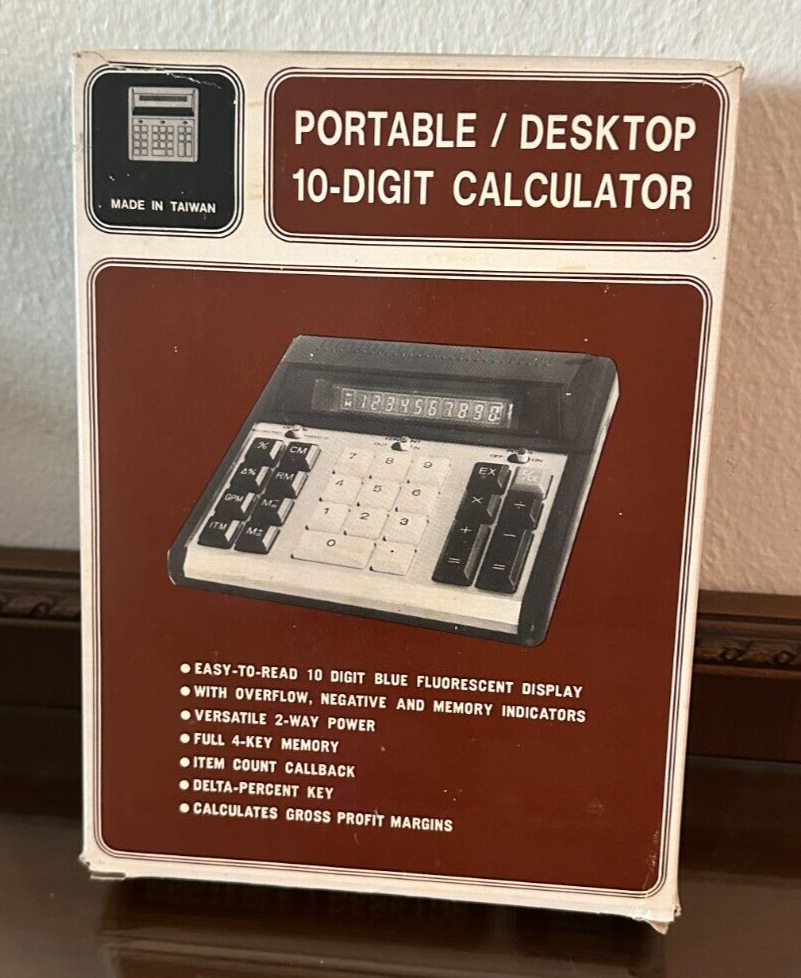 MADE IN TAIWAN
PORTABLE / DESKTOP
10-DIGIT CALCULATOR
1234567890
OFF ON
% CM 7 8 9 EX
Δ% RM 4 5 6 × ÷
GPM 1 2 3 + −
ITM 0 . = =
● EASY-TO-READ 10 DIGIT BLUE FLUORESCENT DISPLAY
● WITH OVERFLOW, NEGATIVE AND MEMORY INDICATORS
● VERSATILE 2-WAY POWER
● FULL 4-KEY MEMORY
● ITEM COUNT CALLBACK
● DELTA-PERCENT KEY
● CALCULATES GROSS PROFIT MARGINS